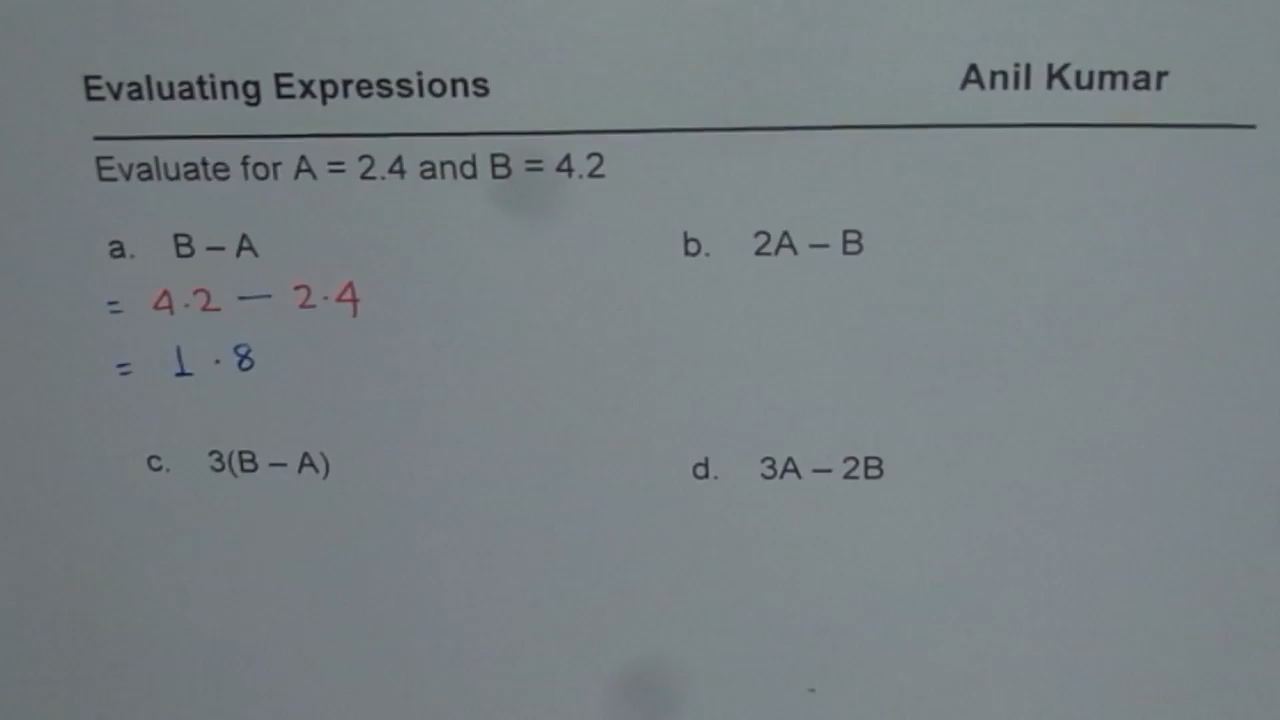 Evaluating Expressions
Anil Kumar
Evaluate for A = 2.4 and B = 4.2
a. B – A
= 4.2 – 2.4
= 1.8
b. 2A – B
c. 3(B – A)
d. 3A – 2B